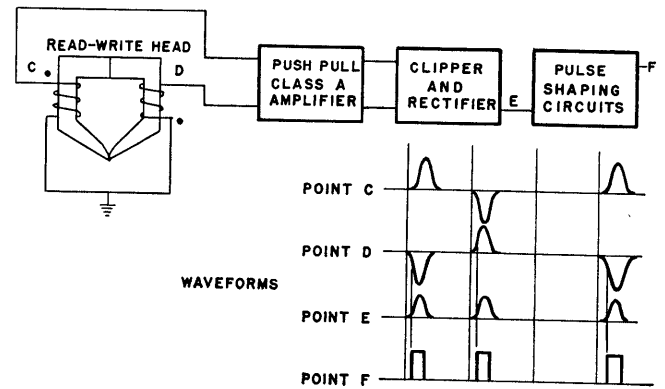 READ-WRITE HEAD
C
D
PUSH PULL
CLASS A
AMPLIFIER
CLIPPER
AND
RECTIFIER
E
PULSE
SHAPING
CIRCUITS
F
POINT C
POINT D
WAVEFORMS
POINT E
POINT F